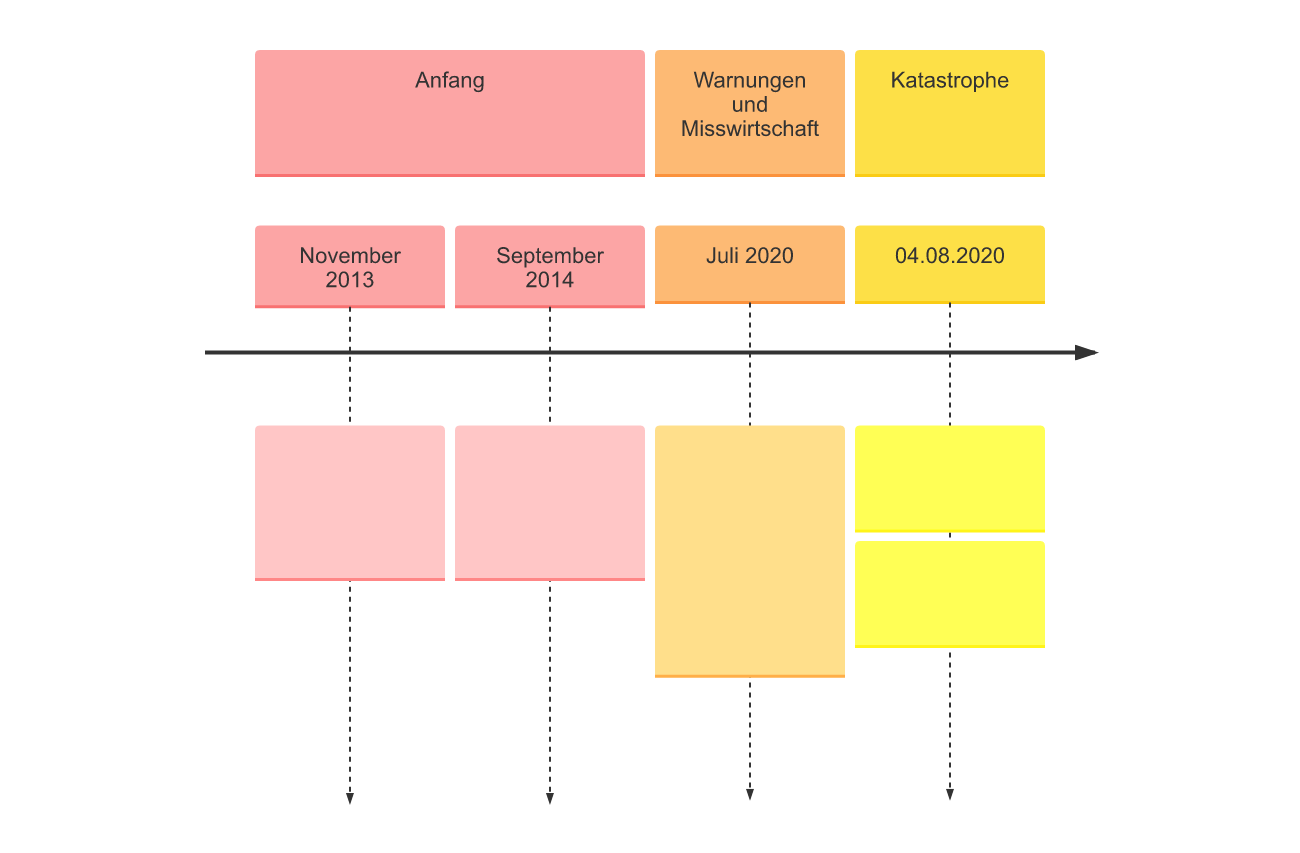 Anfang
Warnungen
und
Misswirtschaft
Katastrophe
November
2013
September
2014
Juli 2020
04.08.2020